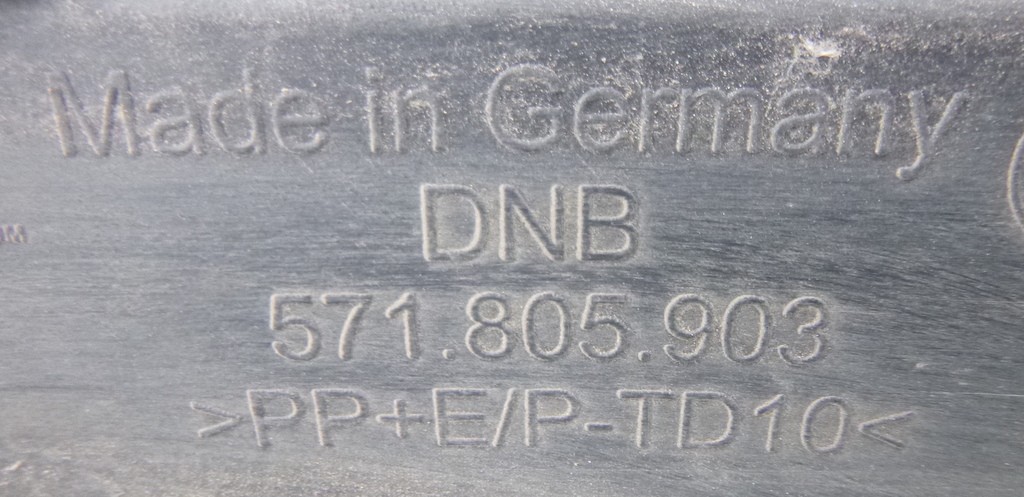 Made in Germany
DNB
571.805.903
>PP+E/P-TD10<